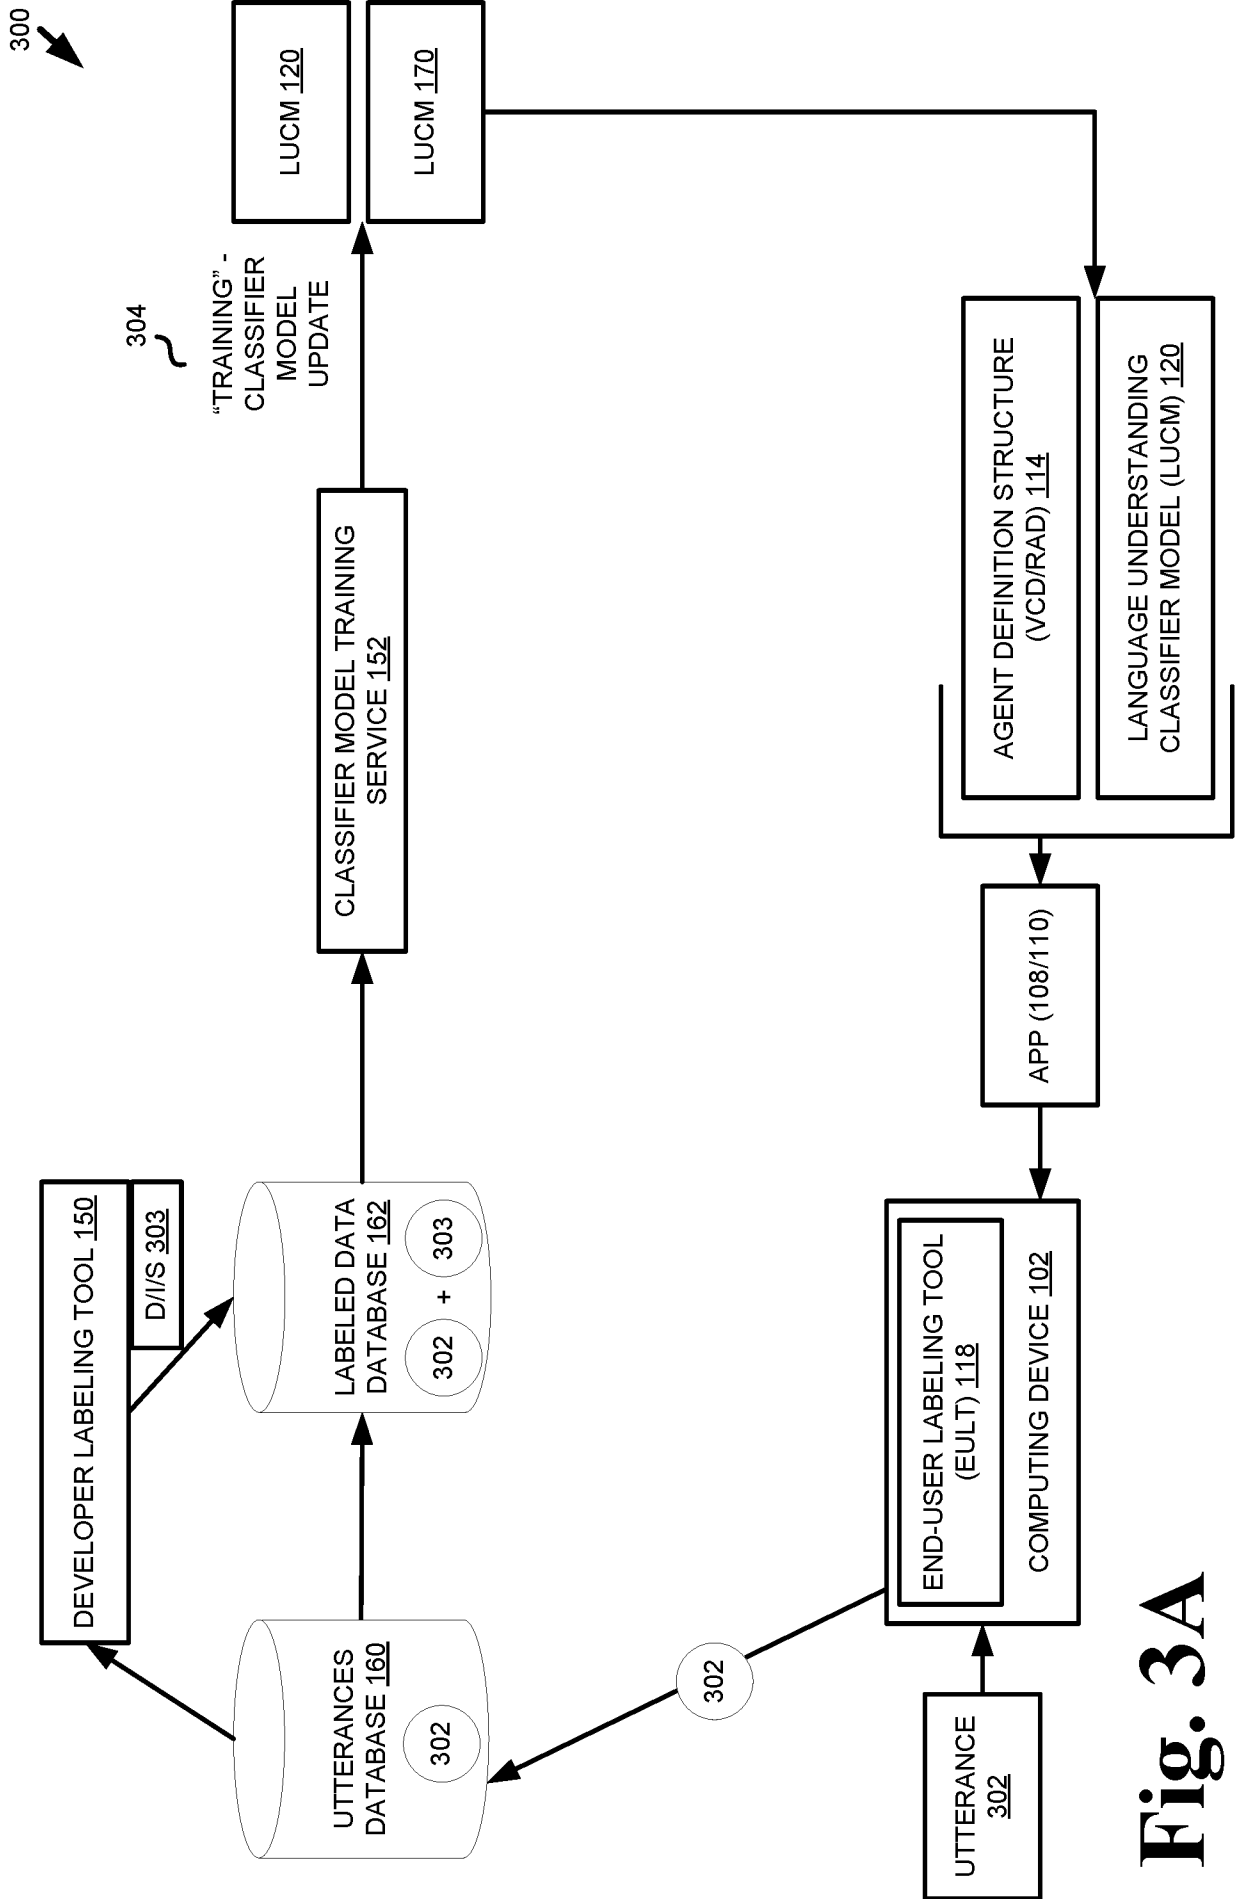 300
DEVELOPER LABELING TOOL 150
D/I/S 303
304
"TRAINING" -
CLASSIFIER
MODEL
UPDATE
UTTERANCES
DATABASE 160
302
LABELED DATA
DATABASE 162
302 + 303
CLASSIFIER MODEL TRAINING
SERVICE 152
LUCM 120
LUCM 170
302
UTTERANCE
302
END-USER LABELING TOOL
(EULT) 118
COMPUTING DEVICE 102
APP (108/110)
AGENT DEFINITION STRUCTURE
(VCD/RAD) 114
LANGUAGE UNDERSTANDING
CLASSIFIER MODEL (LUCM) 120
Fig. 3A